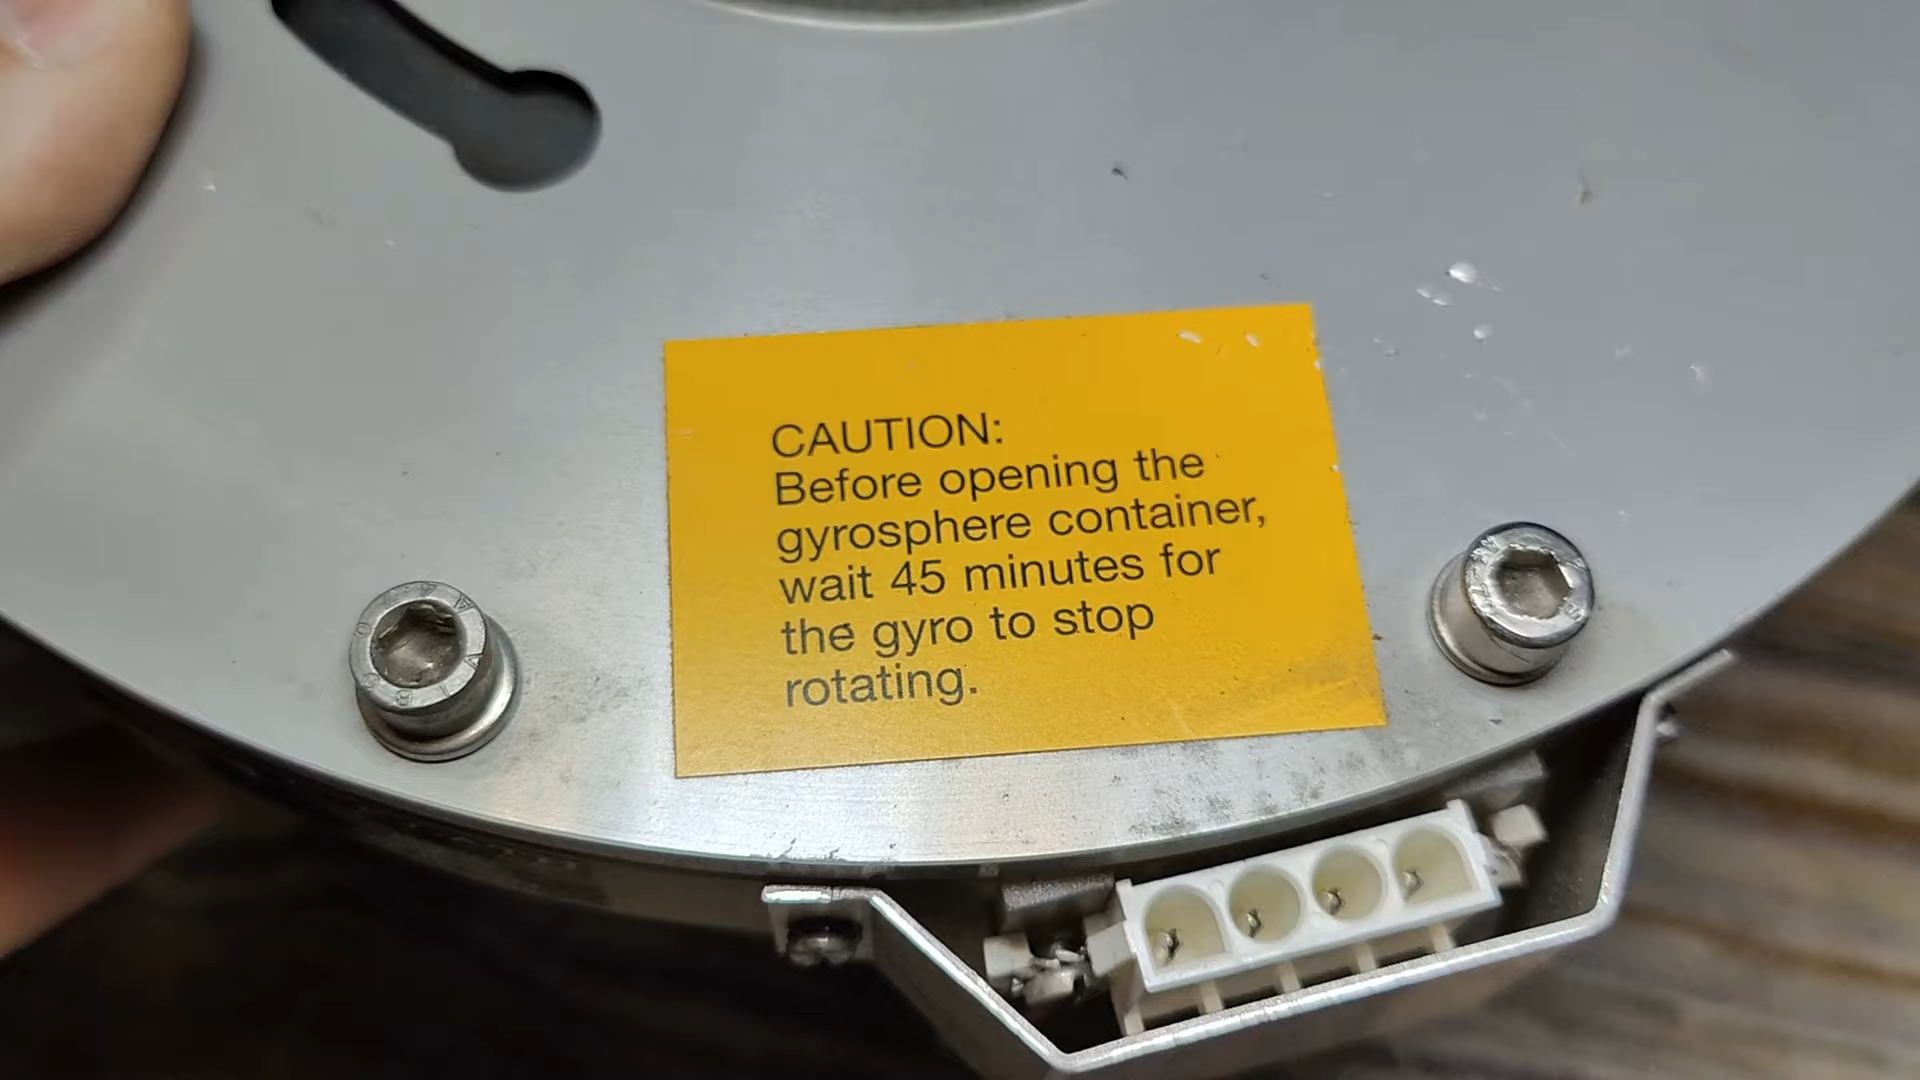 CAUTION:
Before opening the
gyrosphere container,
wait 45 minutes for
the gyro to stop
rotating.